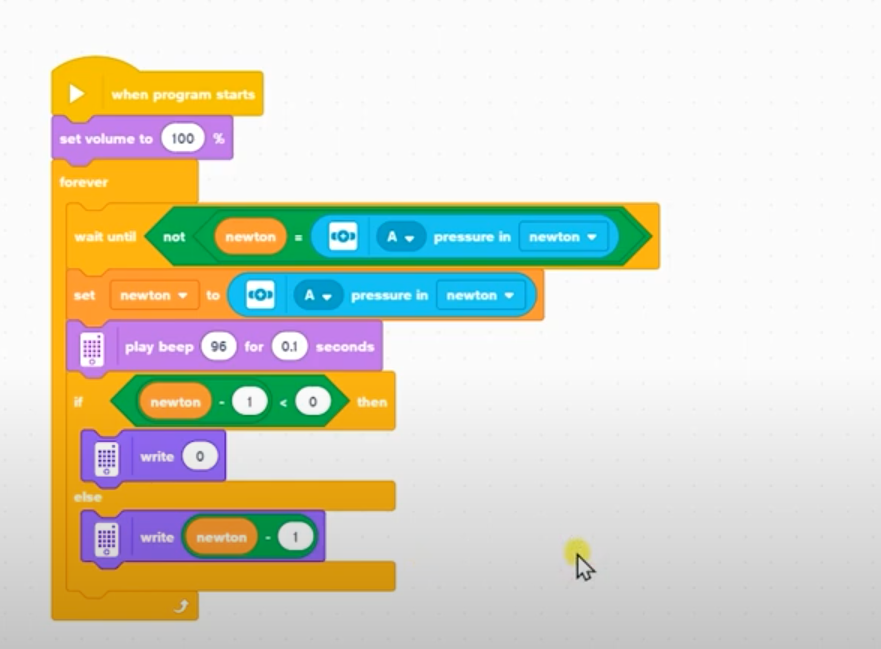 when program starts
set volume to 100 %
forever
wait until not newton = A pressure in newton
set newton to A pressure in newton
play beep 96 for 0.1 seconds
if newton - 1 < 0 then
write 0
else
write newton - 1